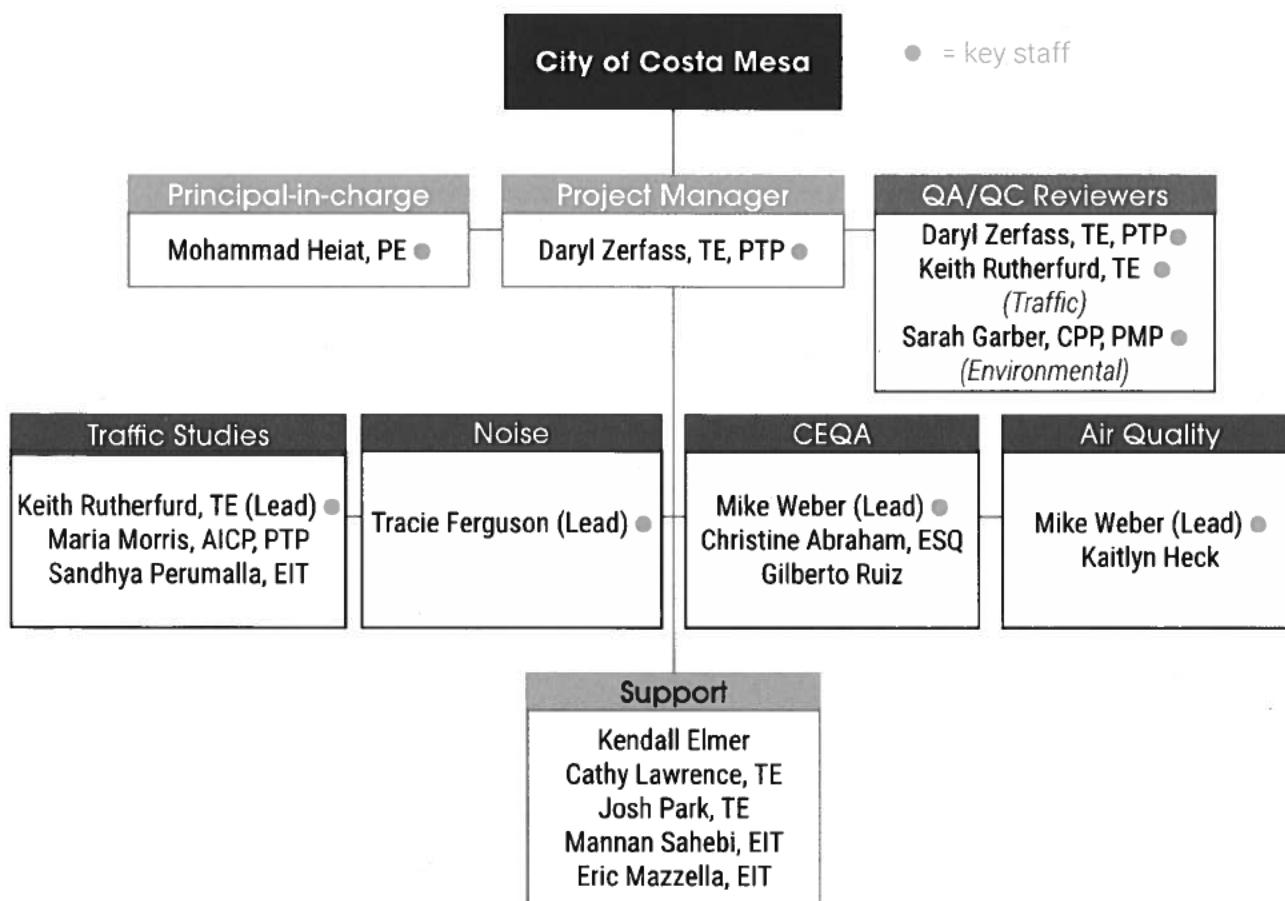 City of Costa Mesa
● = key staff
Principal-in-charge
Mohammad Heiat, PE ●
Project Manager
Daryl Zerfass, TE, PTP ●
QA/QC Reviewers
Daryl Zerfass, TE, PTP ●
Keith Rutherfurd, TE ●
(Traffic)
Sarah Garber, CPP, PMP ●
(Environmental)
Traffic Studies
Keith Rutherfurd, TE (Lead) ●
Maria Morris, AICP, PTP
Sandhya Perumalla, EIT
Noise
Tracie Ferguson (Lead) ●
CEQA
Mike Weber (Lead) ●
Christine Abraham, ESQ
Gilberto Ruiz
Air Quality
Mike Weber (Lead) ●
Kaitlyn Heck
Support
Kendall Elmer
Cathy Lawrence, TE
Josh Park, TE
Mannan Sahebi, EIT
Eric Mazzella, EIT